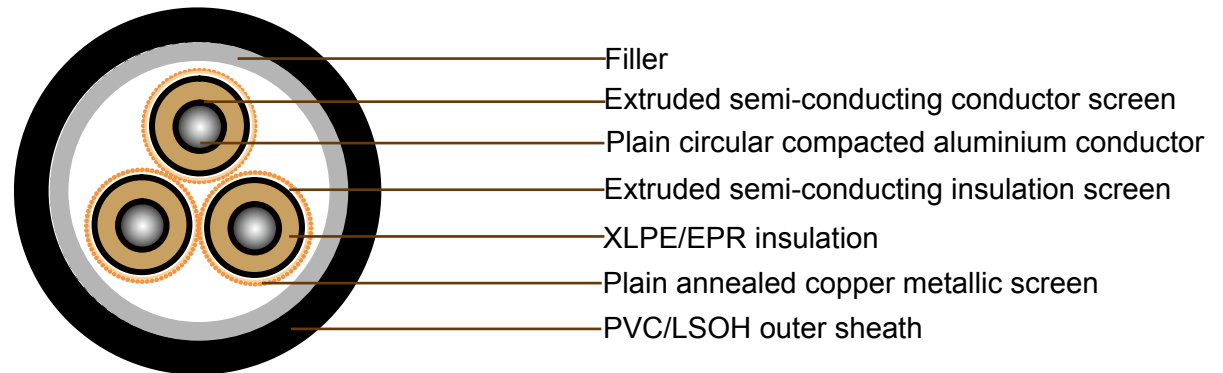 Filler
Extruded semi-conducting conductor screen
Plain circular compacted aluminium conductor
Extruded semi-conducting insulation screen
XLPE/EPR insulation
Plain annealed copper metallic screen
PVC/LSOH outer sheath